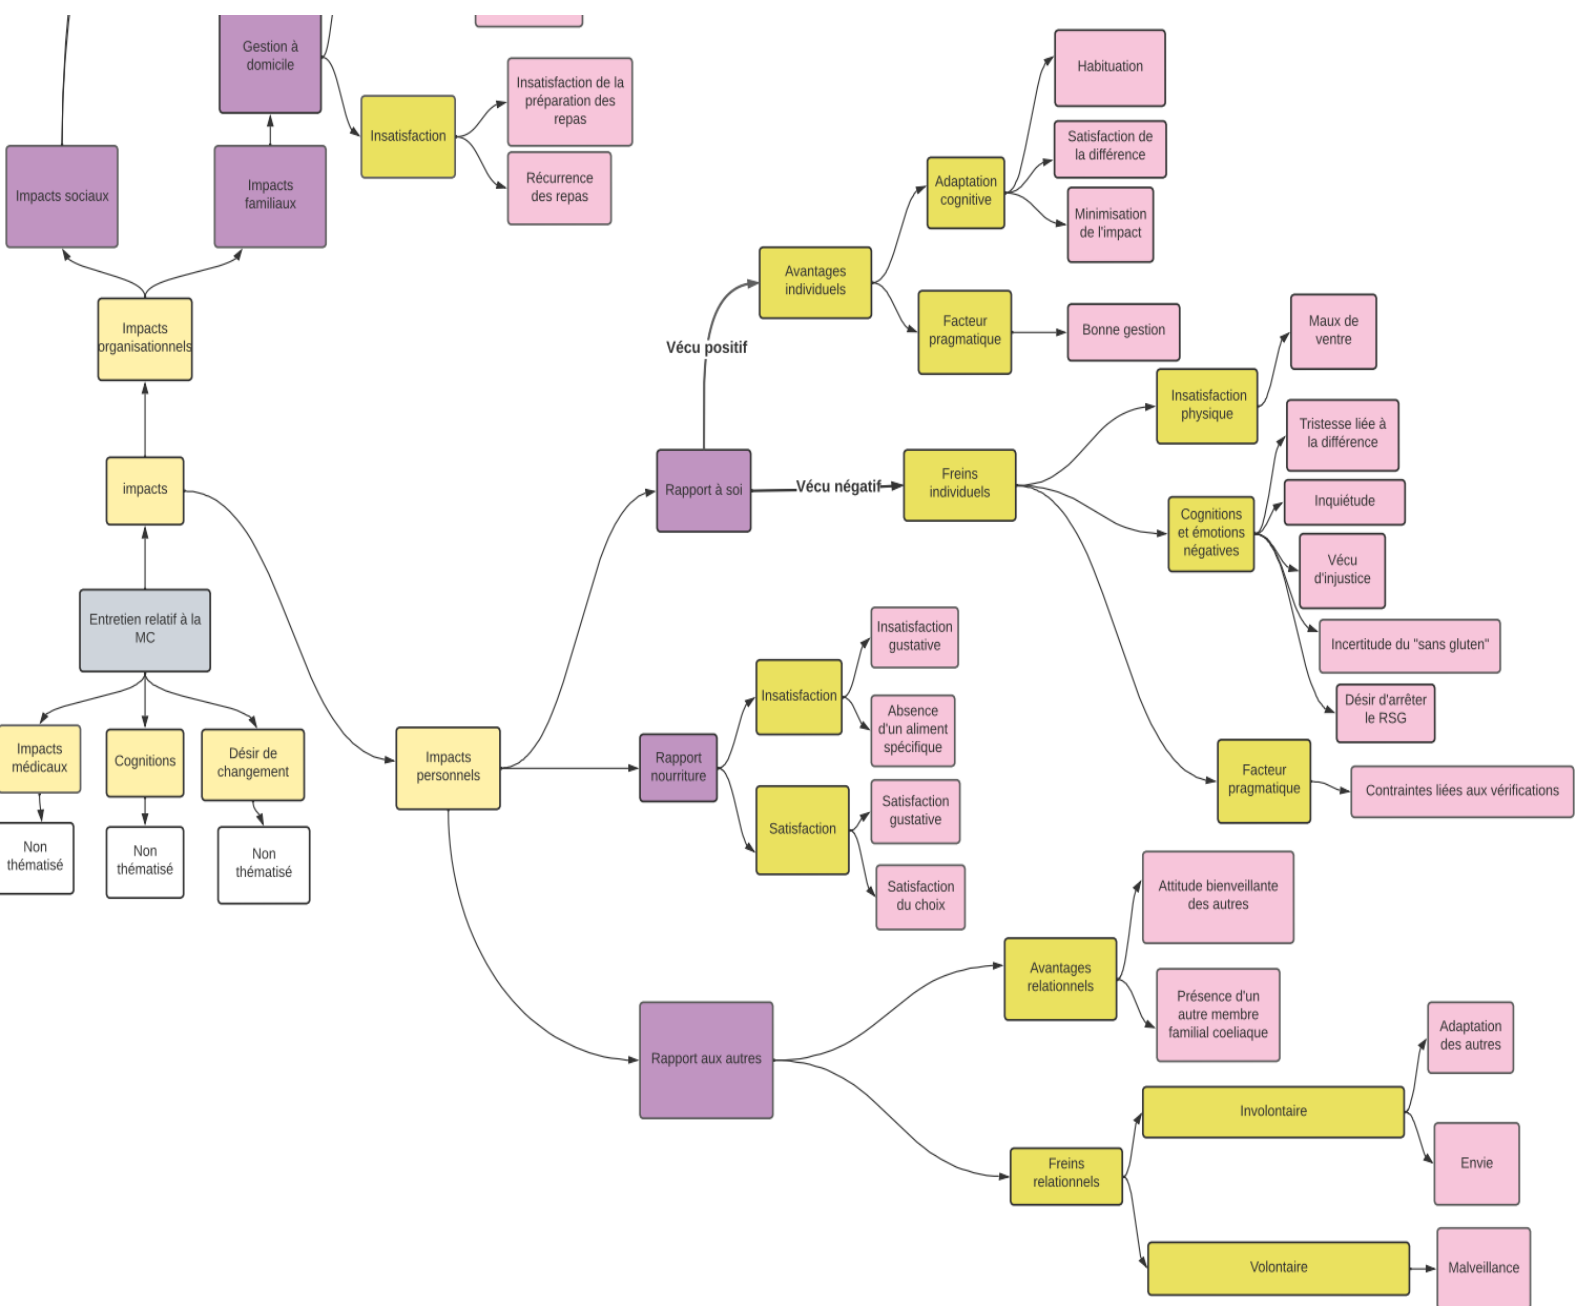 Gestion à
domicile
Insatisfaction
Insatisfaction de la
préparation des
repas
Récurrence
des repas
Impacts sociaux
Impacts
familiaux
Impacts
organisationnels
impacts
Entretien relatif à la
MC
Impacts
médicaux
Cognitions
Désir de
changement
Non
thématisé
Non
thématisé
Non
thématisé
Impacts
personnels
Rapport à soi
Vécu positif
Avantages
individuels
Adaptation
cognitive
Habituation
Satisfaction de
la différence
Minimisation
de l'impact
Facteur
pragmatique
Bonne gestion
Vécu négatif
Freins
individuels
Insatisfaction
physique
Maux de
ventre
Cognitions
et émotions
négatives
Tristesse liée à
la différence
Inquiétude
Vécu
d'injustice
Incertitude du "sans gluten"
Désir d'arrêter
le RSG
Facteur
pragmatique
Contraintes liées aux vérifications
Rapport
nourriture
Insatisfaction
Insatisfaction
gustative
Absence
d'un aliment
spécifique
Satisfaction
Satisfaction
gustative
Satisfaction
du choix
Rapport aux autres
Avantages
relationnels
Attitude bienveillante
des autres
Présence d'un
autre membre
familial coeliaque
Freins
relationnels
Involontaire
Adaptation
des autres
Envie
Volontaire
Malveillance